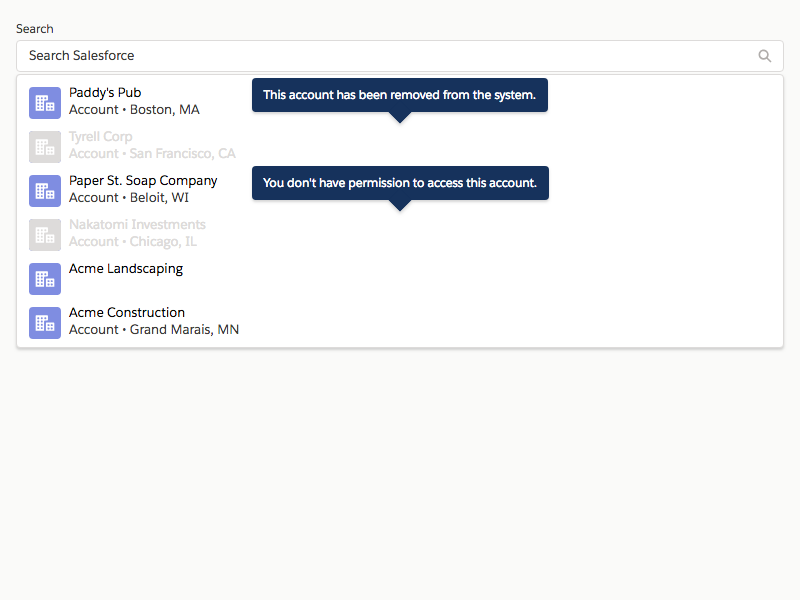 Search
Search Salesforce
Paddy's Pub
Account • Boston, MA
This account has been removed from the system.
Tyrell Corp
Account • San Francisco, CA
Paper St. Soap Company
Account • Beloit, WI
You don't have permission to access this account.
Nakatomi Investments
Account • Chicago, IL
Acme Landscaping
Acme Construction
Account • Grand Marais, MN